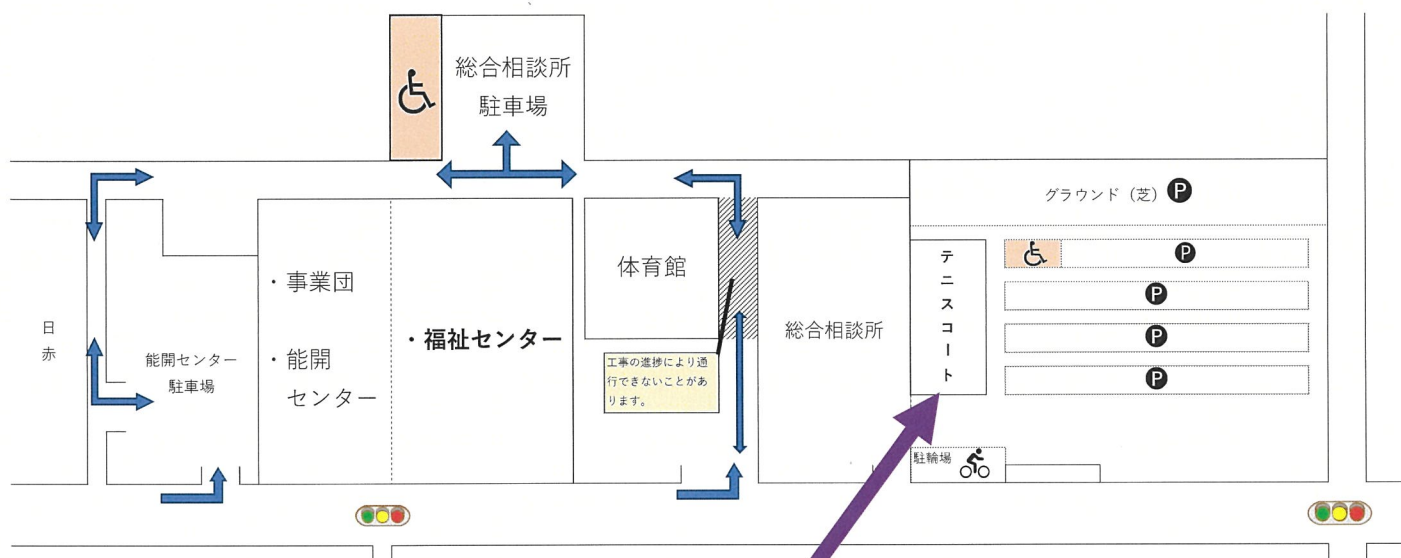 総合相談所
駐車場
グラウンド（芝）P
P
P
P
P
テニスコート
体育館
総合相談所
・事業団
・能開
センター
・福祉センター
日赤
能開センター
駐車場
工事の進捗により通
行できないことがあ
ります。
駐輪場